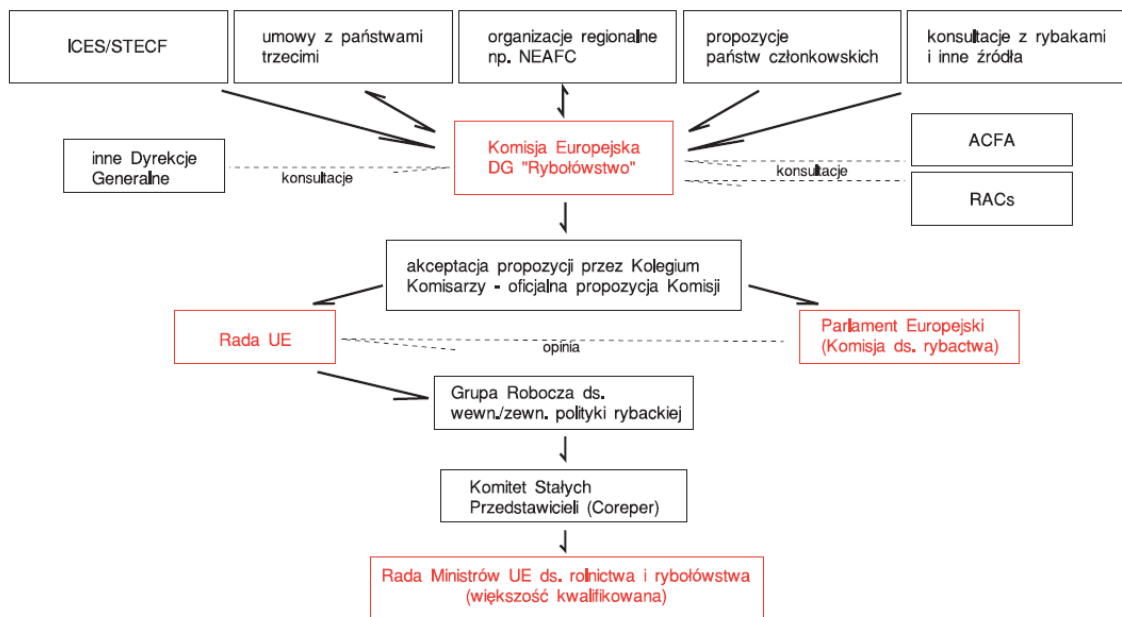 ICES/STECF
umowy z państwami
trzecimi
organizacje regionalne
np. NEAFC
propozycje
państw członkowskich
konsultacje z rybakami
i inne źródła
inne Dyrekcje
Generalne
konsultacje
Komisja Europejska
DG "Rybołówstwo"
konsultacje
ACFA
RACs
akceptacja propozycji przez Kolegium
Komisarzy - oficjalna propozycja Komisji
Rada UE
opinia
Parlament Europejski
(Komisja ds. rybactwa)
Grupa Robocza ds.
wewn./zewn. polityki rybackiej
Komitet Stałych
Przedstawicieli (Coreper)
Rada Ministrów UE ds. rolnictwa i rybołówstwa
(większość kwalifikowana)